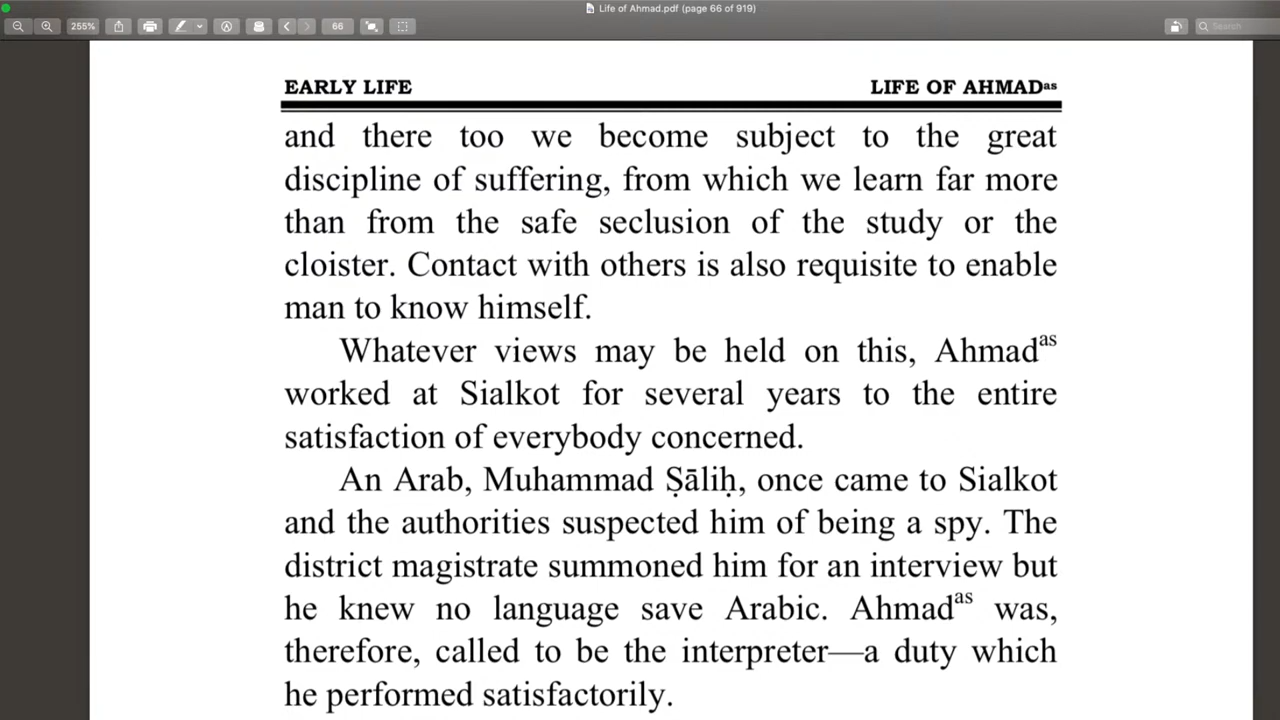 Life of Ahmad.pdf (page 66 of 919)
255% 66 Search
EARLY LIFE LIFE OF AHMADas
and there too we become subject to the great
discipline of suffering, from which we learn far more
than from the safe seclusion of the study or the
cloister. Contact with others is also requisite to enable
man to know himself.
Whatever views may be held on this, Ahmadas
worked at Sialkot for several years to the entire
satisfaction of everybody concerned.
An Arab, Muhammad Ṣāliḥ, once came to Sialkot
and the authorities suspected him of being a spy. The
district magistrate summoned him for an interview but
he knew no language save Arabic. Ahmadas was,
therefore, called to be the interpreter—a duty which
he performed satisfactorily.